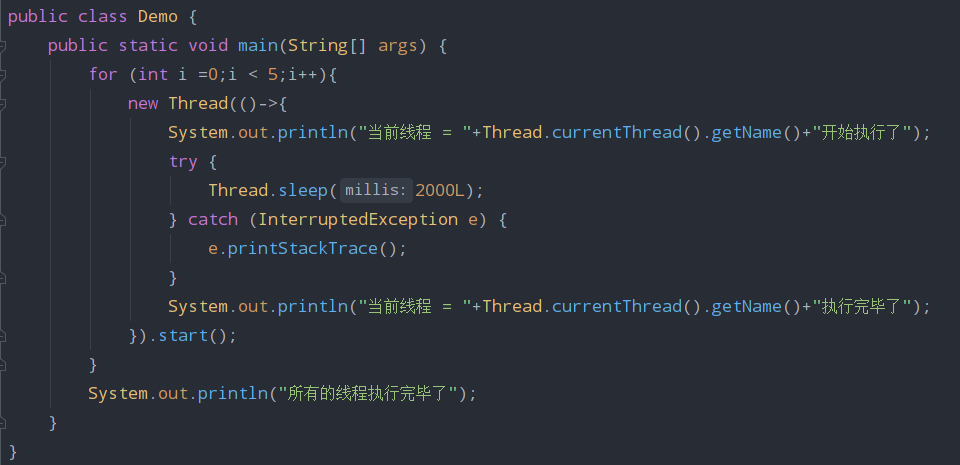 public class Demo {
    public static void main(String[] args) {
        for (int i =0;i < 5;i++){
            new Thread(()->{
                System.out.println("当前线程 = "+Thread.currentThread().getName()+"开始执行了");
                try {
                    Thread.sleep( millis: 2000L);
                } catch (InterruptedException e) {
                    e.printStackTrace();
                }
                System.out.println("当前线程 = "+Thread.currentThread().getName()+"执行完毕了");
            }).start();
        }
        System.out.println("所有的线程执行完毕了");
    }
}